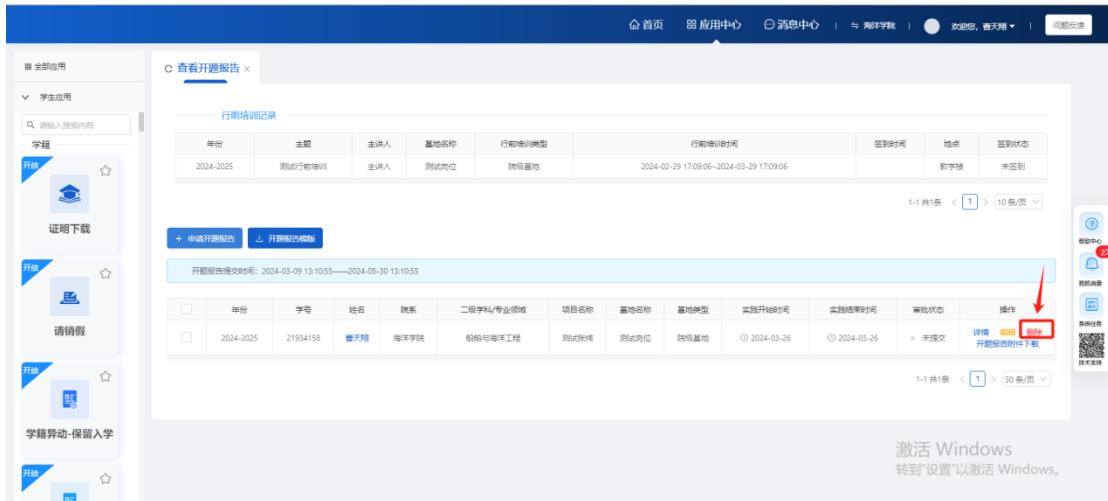 首页 应用中心 消息中心 海洋学院 欢迎您，曹天翔 问题反馈
全部应用 查看开题报告
学生应用
请输入搜索内容
学籍
开放
证明下载
开放
请销假
开放
学籍异动-保留入学
开放
行前培训记录
年份 主题 主讲人 基地名称 行前培训类型 行前培训时间 签到时间 地点 签到状态
2024-2025 测试行前培训 主讲人 测试岗位 院级基地 2024-02-29 17:09:06~2024-03-29 17:09:06 教学楼 未签到
1-1 共1条 < 1 > 10 条/页
+ 申请开题报告 开题报告模版
开题报告提交时间：2024-03-09 13:10:55——2024-05-30 13:10:55
年份 学号 姓名 院系 二级学科/专业领域 项目名称 基地名称 基地类型 实践开始时间 实践结束时间 审批状态 操作
2024-2025 21934158 曹天翔 海洋学院 船舶与海洋工程 测试张炜 测试岗位 院级基地 2024-03-26 2024-03-26 未提交 详情 编辑 删除
开题报告附件下载
1-1 共1条 < 1 > 30 条/页
帮助中心
23
我的消息
系统任务
技术支持
激活 Windows
转到"设置"以激活 Windows。